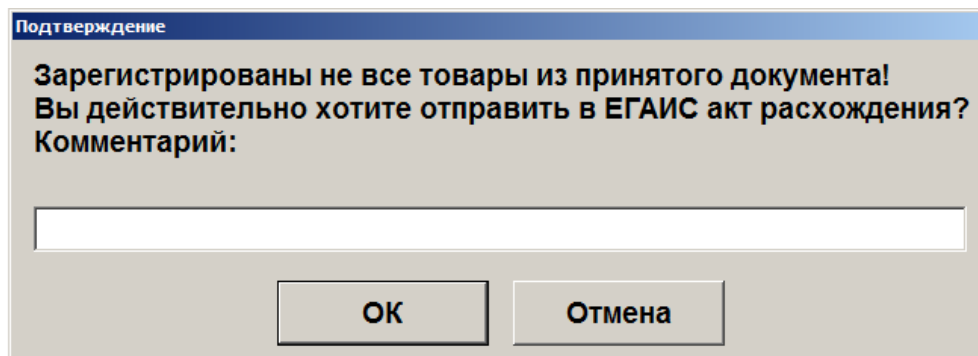 Подтверждение
Зарегистрированы не все товары из принятого документа!
Вы действительно хотите отправить в ЕГАИС акт расхождения?
Комментарий:
ОК
Отмена